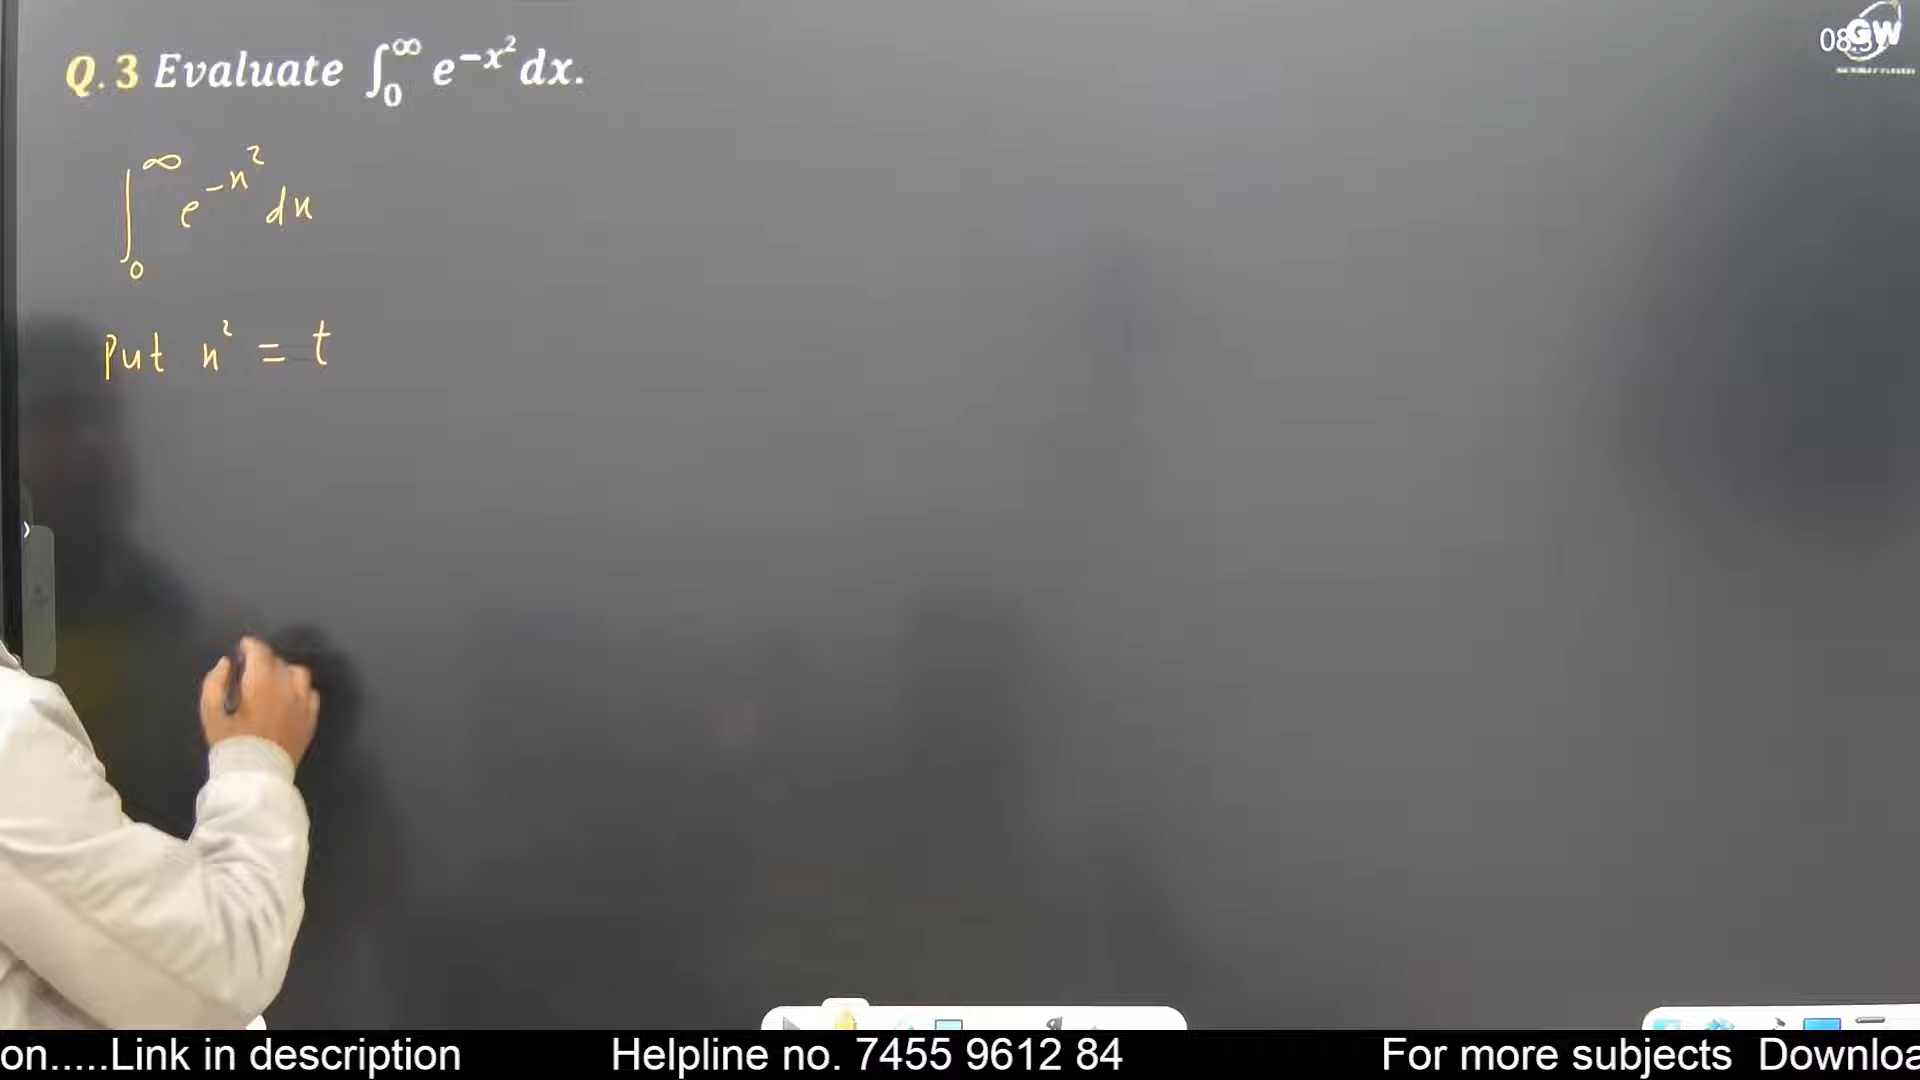 Q. 3 Evaluate ∫₀^∞ e^{-x²} dx.
∫₀^∞ e^{-x²} dx
Put x² = t
GW
on.....Link in description Helpline no. 7455 9612 84 For more subjects Downloa